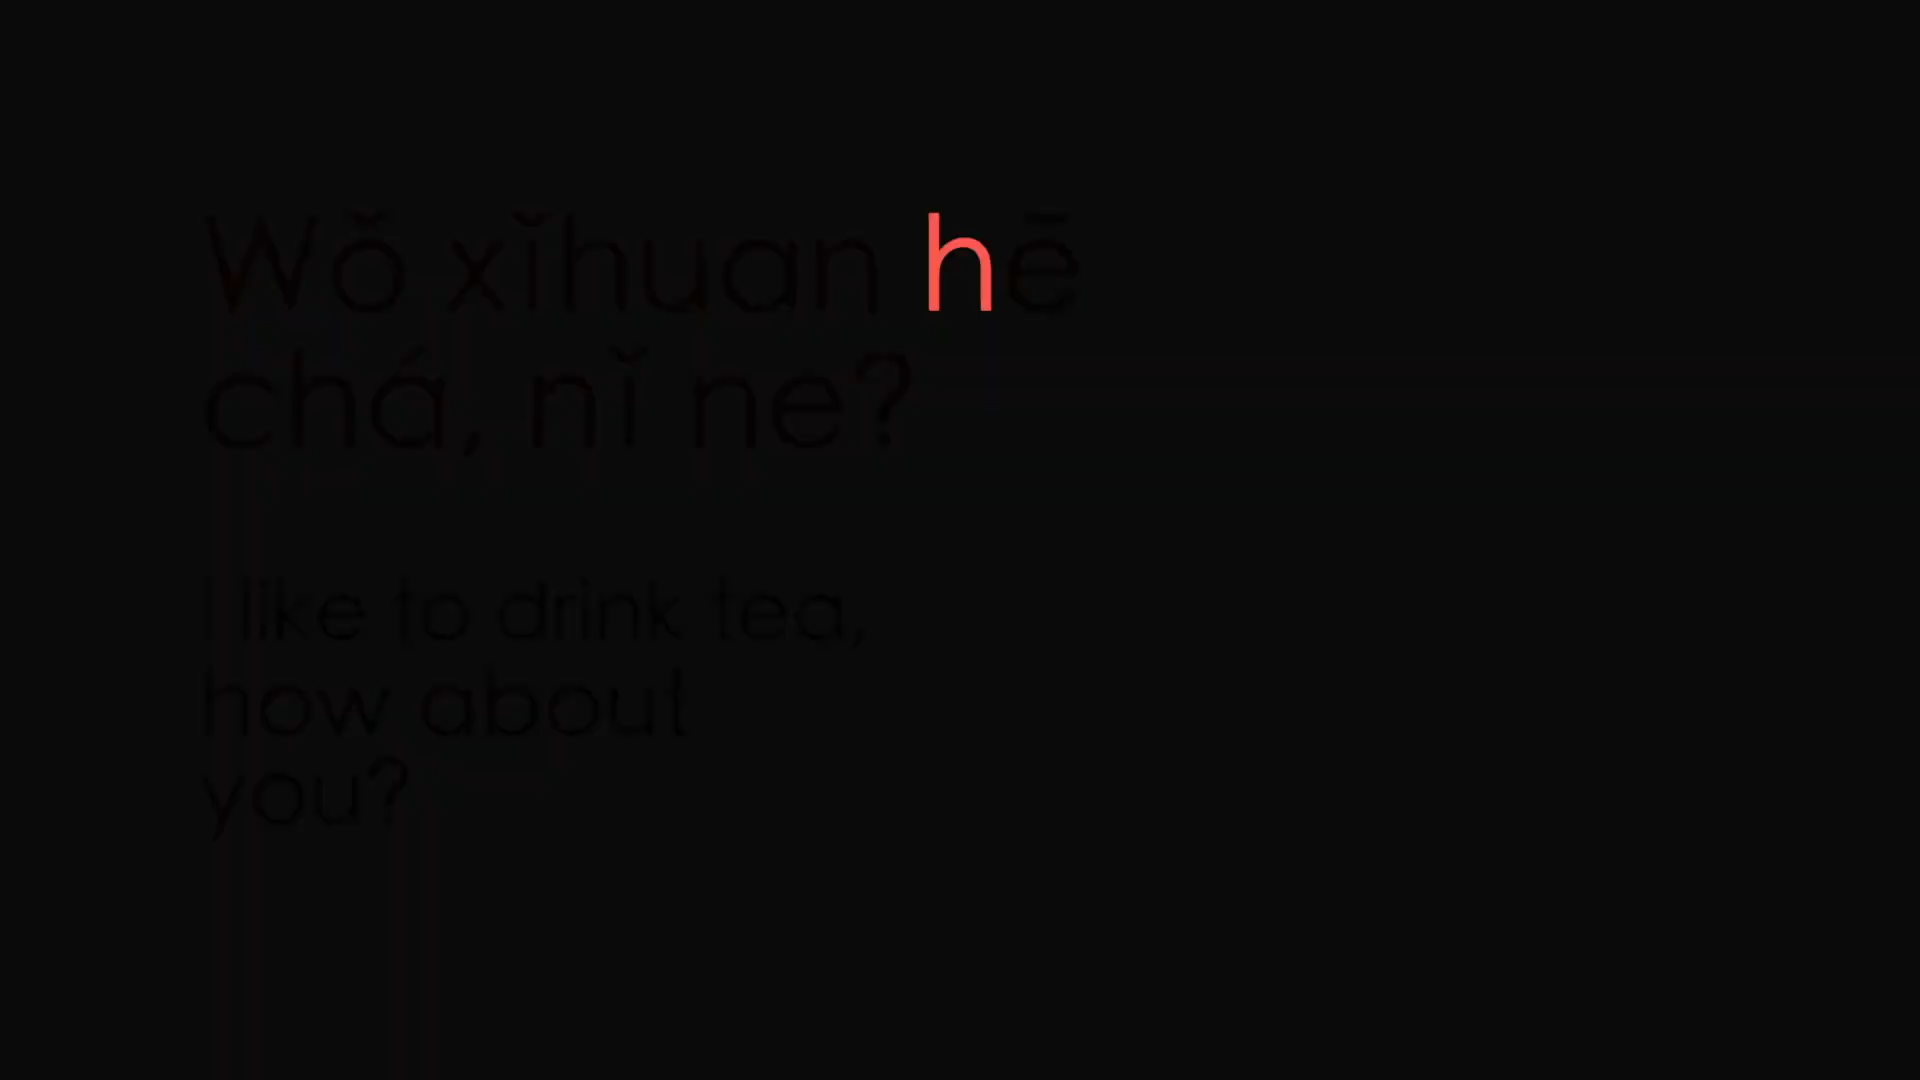 Wǒ xǐhuan hē
chá, nǐ ne?
I like to drink tea,
how about
you?